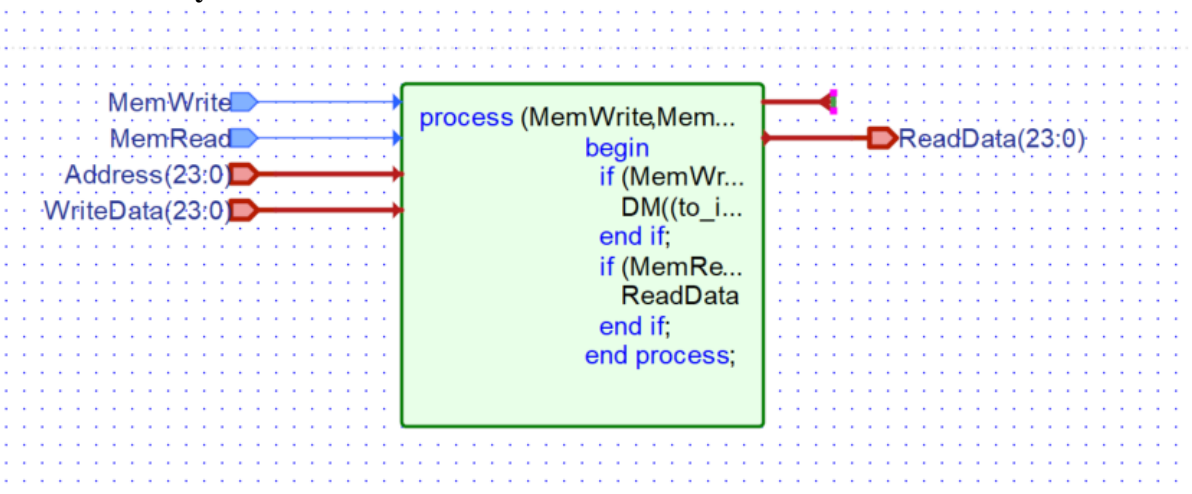 MemWrite
MemRead
Address(23:0)
WriteData(23:0)
process (MemWrite,Mem...
begin
if (MemWr...
DM((to_i...
end if;
if (MemRe...
ReadData
end if;
end process;
ReadData(23:0)